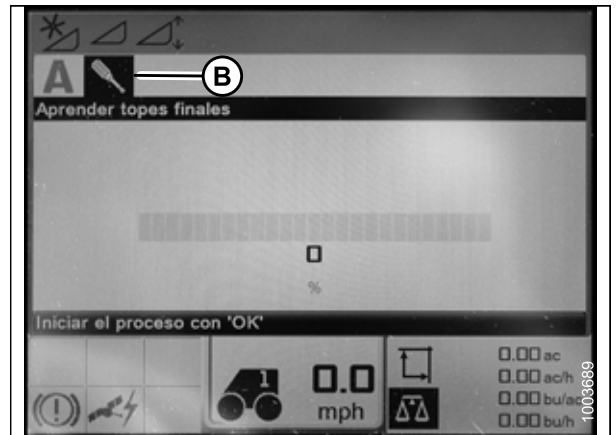 A
B
Aprender topes finales
0
%
Iniciar el proceso con 'OK'
1
0.0
mph
0.00 ac
0.00 ac/h
0.00 bu/ac
0.00 bu/h
1003689